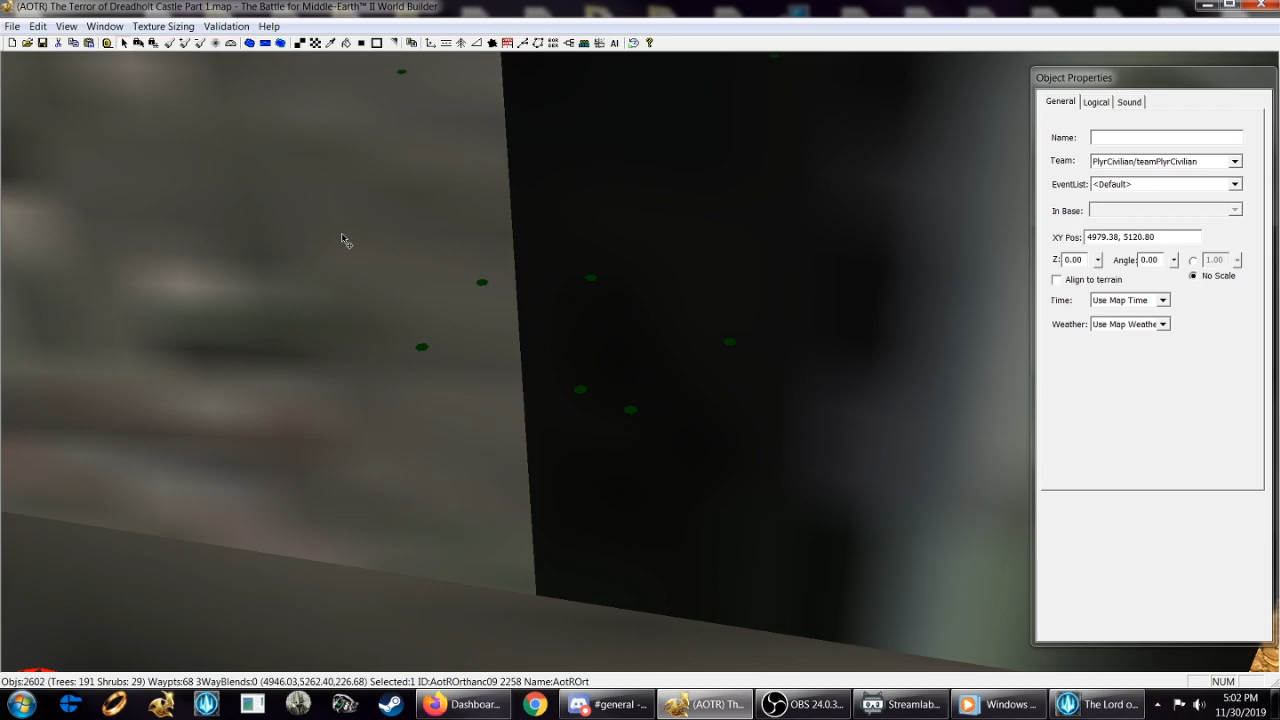 (AOTR) The Terror of Dreadholt Castle Part 1.map - The Battle for Middle-Earth™ II World Builder
File Edit View Window Texture Sizing Validation Help
AI
Object Properties
General Logical Sound
Name:
Team: PlyrCivilian/teamPlyrCivilian
EventList: <Default>
In Base:
XY Pos: 4979.38, 5120.80
Z: 0.00 Angle: 0.00 1.00
No Scale
Align to terrain
Time: Use Map Time
Weather: Use Map Weathe
Objs:2602 (Trees: 191 Shrubs: 29) Waypts:68 3WayBlends:0 (4946.03,5262.40,226.68) Selected:1 ID:AotROrthanc09 2258 Name:AotROrt
NUM
Dashboar... #general -... (AOTR) Th... OBS 24.0.3... Streamlab... Windows ... The Lord o...
5:02 PM
11/30/2019